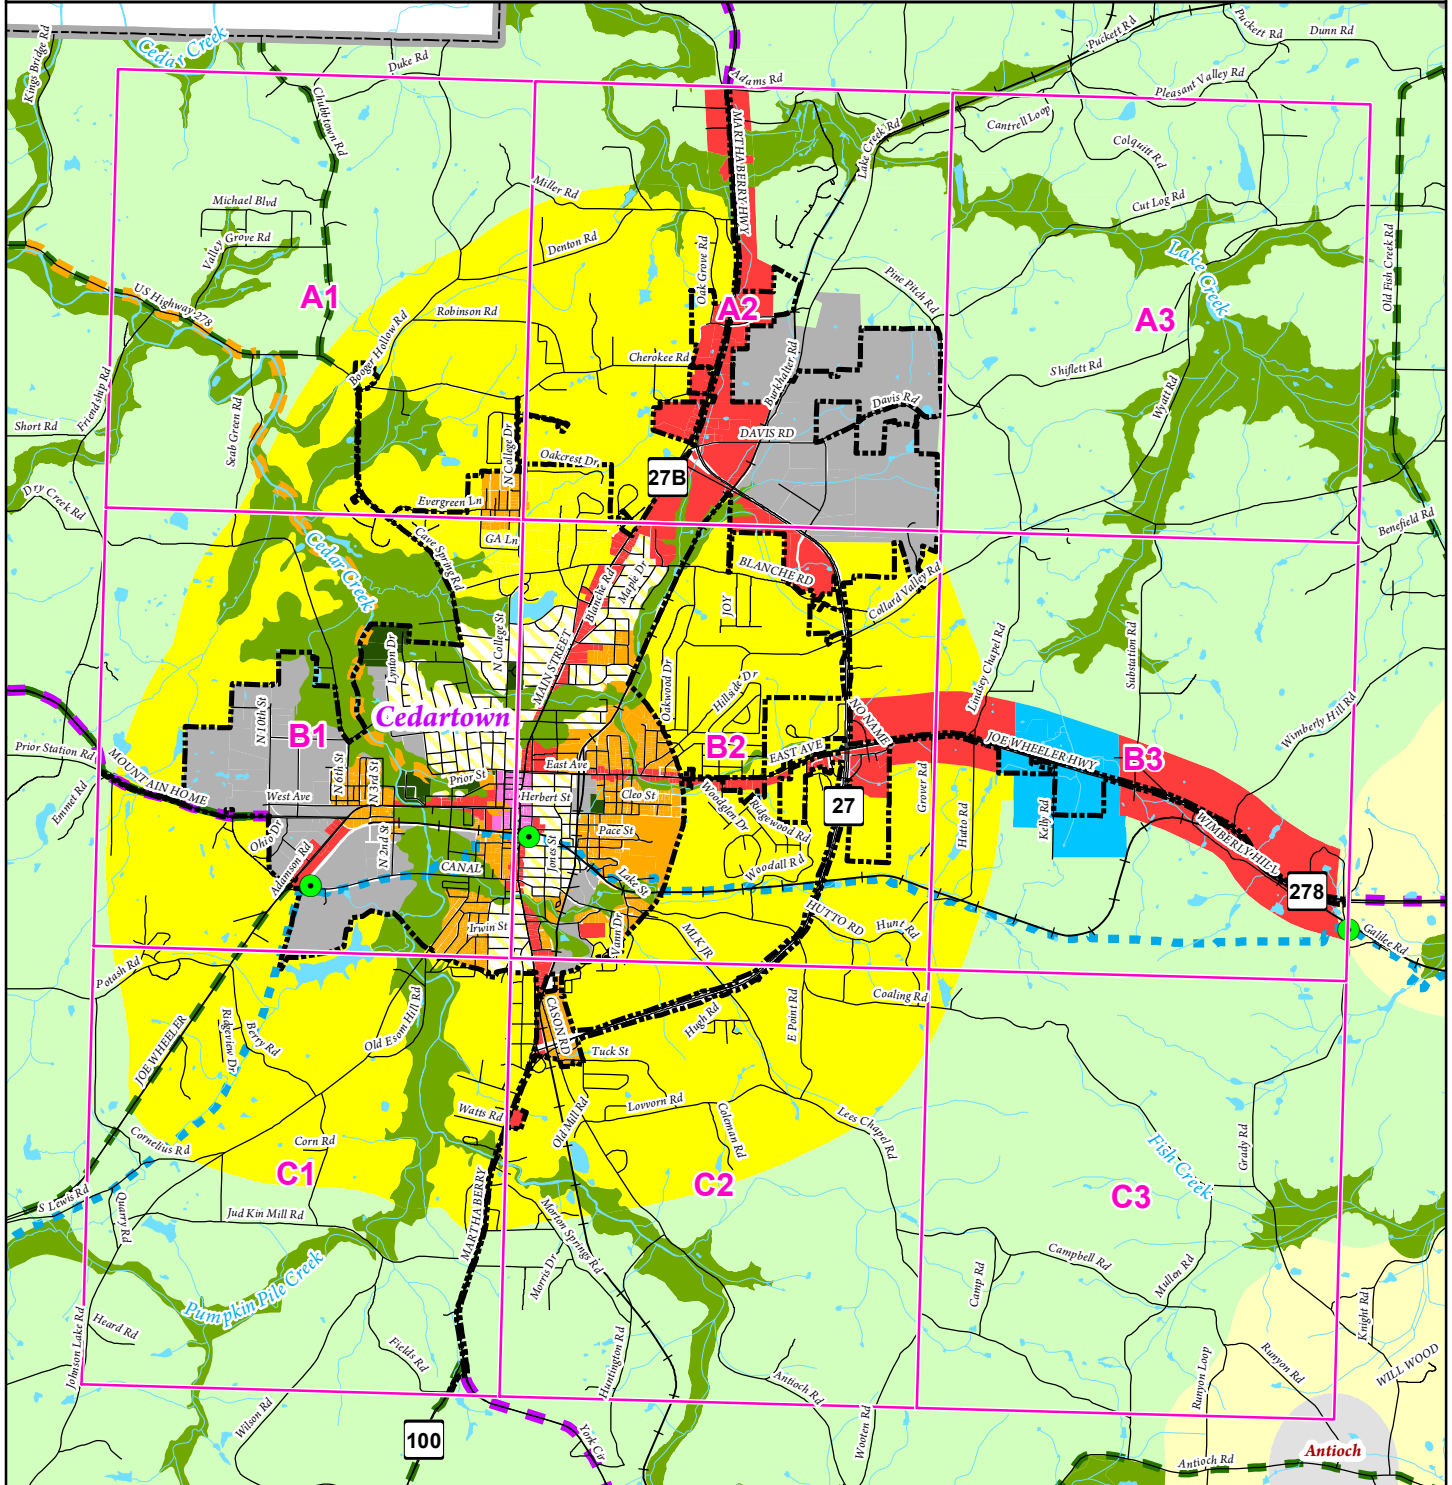 Kings Bridge Rd
Cedar Creek
Duke Rd
Chubbtown Rd
Adams Rd
MARTHA BERRY HWY
Puckett Rd
Puckett Rd
Dunn Rd
Pleasant Valley Rd
Cantrell Loop
Lake Creek Rd
Colquitt Rd
Cut Log Rd
Miller Rd
Michael Blvd
Valley Grove Rd
Denton Rd
Oak Grove Rd
Lake Creek
Old Fish Creek Rd
Pine Pitch Rd
US Highway 278
A1
A2
A3
Robinson Rd
Booger Hollow Rd
Cherokee Rd
Burkhalter Rd
Shiflett Rd
Wyatt Rd
Friendship Rd
Short Rd
Seab Green Rd
Davis Rd
DAVIS RD
N College Dr
Oakcrest Dr
27B
Dry Creek Rd
Evergreen Ln
GA Ln
Benefield Rd
Cave Spring Rd
Cedar Creek
Blanche Rd
Maple Dr
BLANCHE RD
JOY
Collard Valley Rd
N College St
MAIN STREET
Lynton Dr
Oakwood Dr
Hillside Dr
Lindsey Chapel Rd
Substation Rd
Wimberly Hill Rd
Cedartown
N 10th St
B1
B2
B3
NO NAME
JOE WHEELER HWY
Prior Station Rd
MOUNTAIN HOME
N 6th St
N 3rd St
Prior St
East Ave
EAST AVE
Emmel Rd
West Ave
Herbert St
Cleo St
Woodglen Dr
Ridgewood Rd
27
Grover Rd
Hutto Rd
Kelly Rd
WIMBERLY HILL
Ohio Dr
N 2nd St
Pace St
Jones St
Adamson Rd
CANAL
Lake St
Woodall Rd
278
Irwin St
MLK JR
HUTTO RD
Hunt Rd
Galilee Rd
Potash Rd
Old Esom Hill Rd
Ridgeview Dr
Berry Rd
JOE WHEELER
CASON RD
Hugh Rd
E Point Rd
Coaling Rd
Tuck St
Watts Rd
Old Mill Rd
Lovvorn Rd
Coleman Rd
Lees Chapel Rd
Cornelius Rd
Corn Rd
C1
C2
C3
Fish Creek
Grady Rd
S Lewis Rd
Quarry Rd
Jud Kin Mill Rd
MARTHA BERRY
Morton Springs Rd
Morris Dr
Campbell Rd
Mullen Rd
Camp Rd
Pumpkin Pile Creek
Johnson Lake Rd
Heard Rd
Fields Rd
Huntington Rd
Antioch Rd
Knight Rd
Runyon Loop
Runyon Rd
WILL WOOD
Wilson Rd
100
York Cir
Wooten Rd
Antioch Rd
Antioch